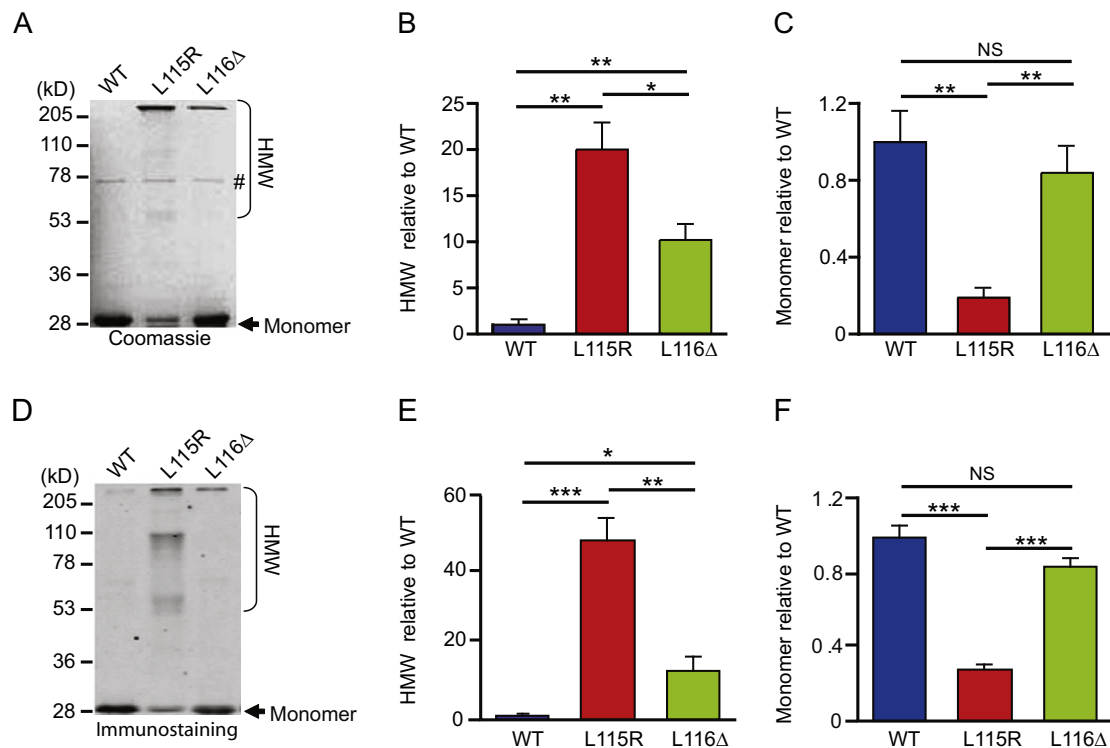 A
(kD)
WT
L115R
L116Δ
205
110
78
53
36
28
HMW
#
Monomer
Coomassie
B
HMW relative to WT
25
20
15
10
5
0
**
**
*
WT
L115R
L116Δ
C
Monomer relative to WT
1.2
0.8
0.4
0
NS
**
**
WT
L115R
L116Δ
D
(kD)
WT
L115R
L116Δ
205
110
78
53
36
28
HMW
Monomer
Immunostaining
E
HMW relative to WT
60
40
20
0
*
***
**
WT
L115R
L116Δ
F
Monomer relative to WT
1.2
0.8
0.4
0
NS
***
***
WT
L115R
L116Δ